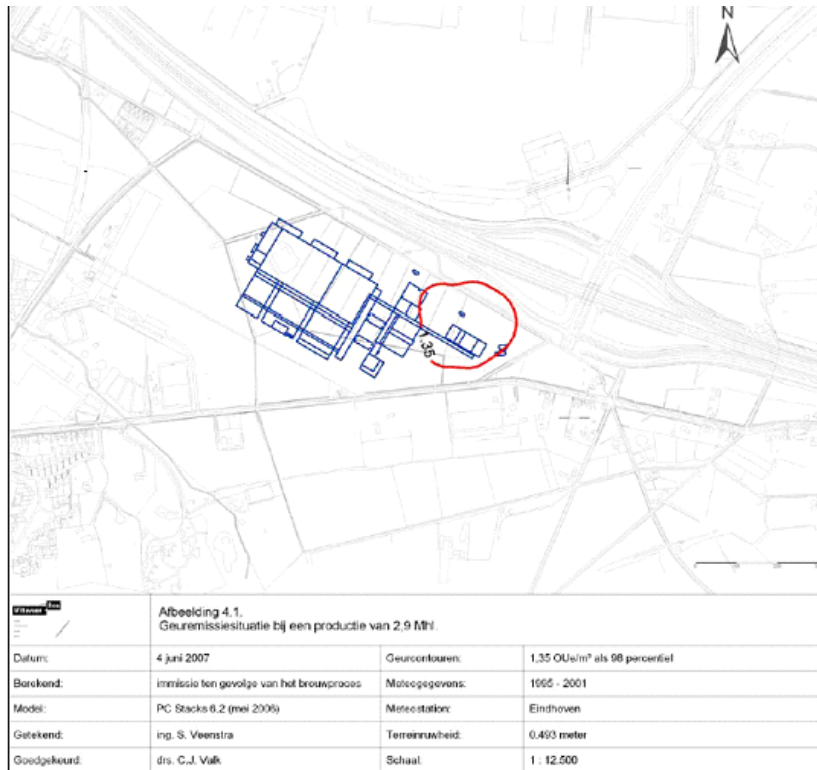 N
1.35
Afbeelding 4.1.
Geuremissiesituatie bij een productie van 2,9 Mhl.
Datum: 4 juni 2007 Geurcontouren: 1,35 OUe/m³ als 98 percentiel
Berekend: immissie ten gevolge van het brouwproces Meteogegevens: 1995 - 2001
Model: PC Stacks 6.2 (mei 2006) Meteostation: Eindhoven
Getekend: ing. S. Veenstra Terreinruwheid: 0.493 meter
Goedgekeurd: drs. C.J. Valk Schaal: 1 : 12.500